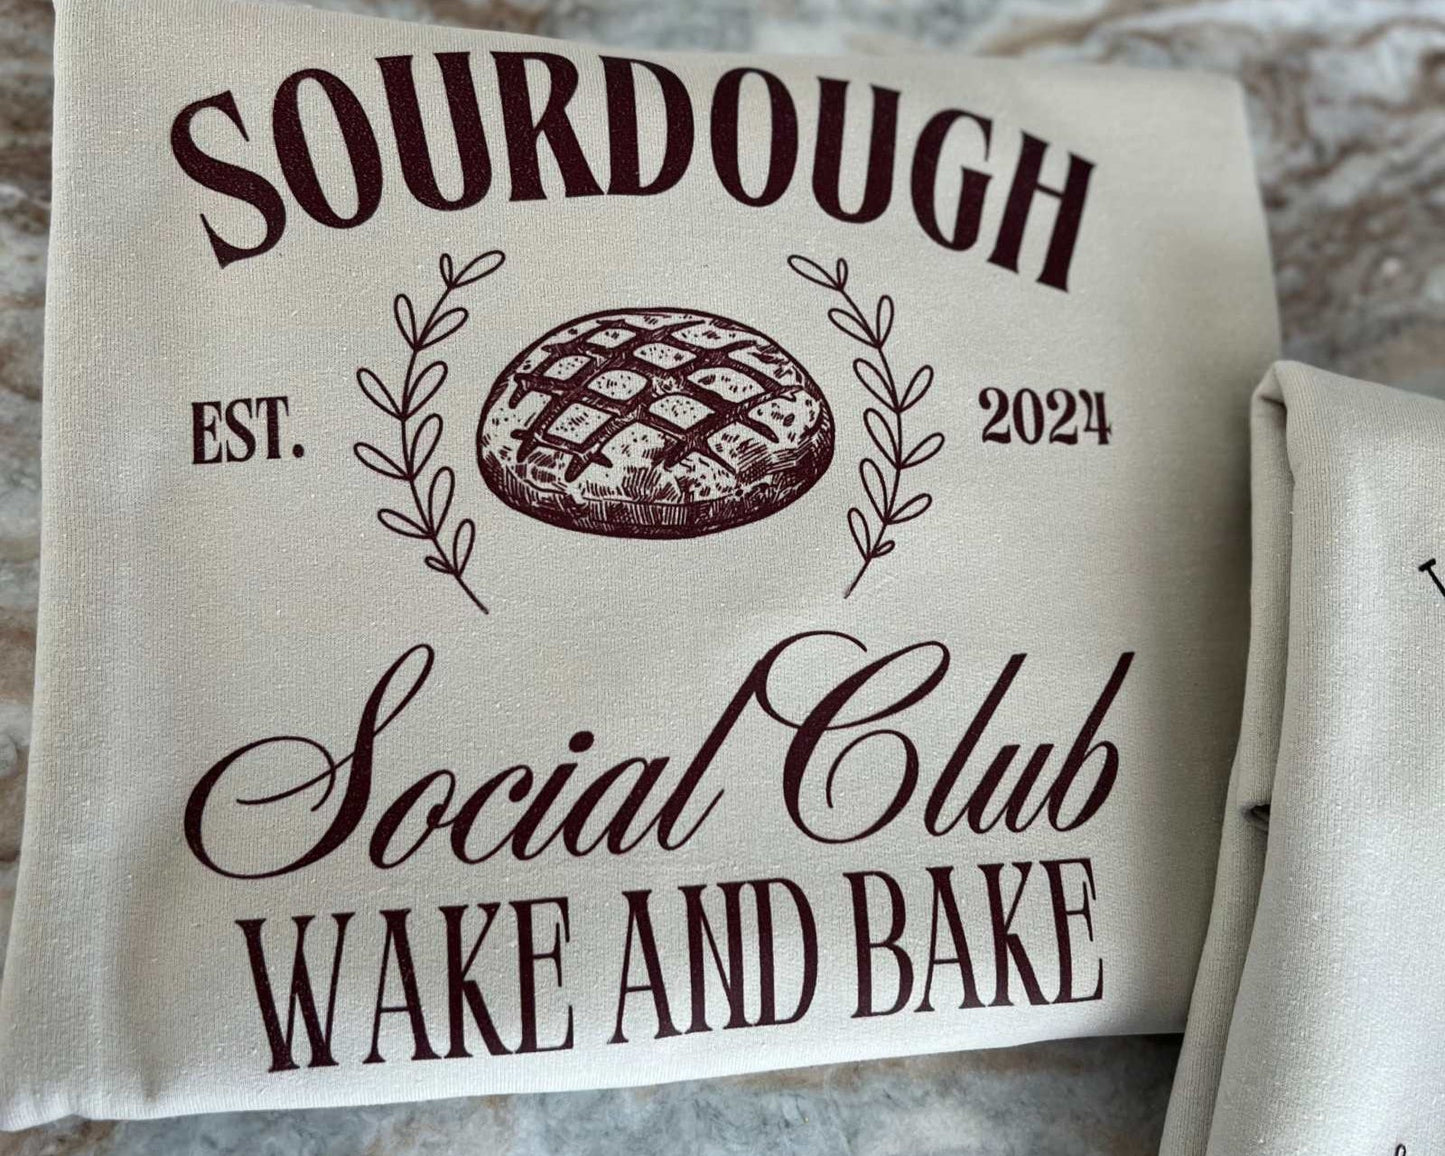 SOURDOUGH
EST. 2024
Social Club
WAKE AND BAKE